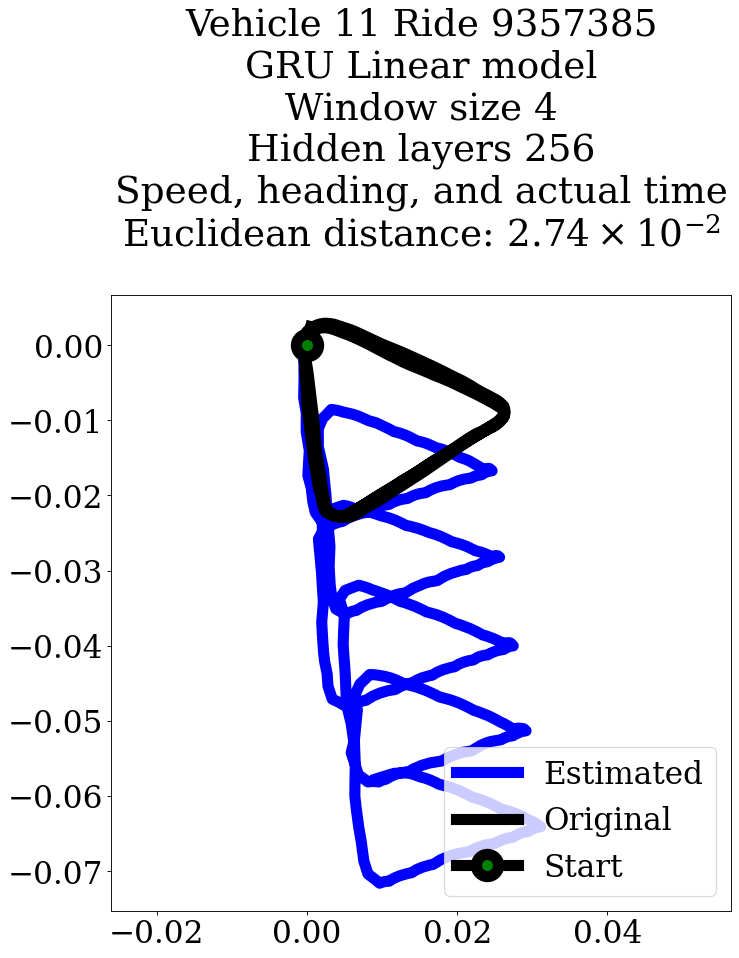 Vehicle 11 Ride 9357385
GRU Linear model
Window size 4
Hidden layers 256
Speed, heading, and actual time
Euclidean distance: 2.74 × 10⁻²
0.00
−0.01
−0.02
−0.03
−0.04
−0.05
−0.06
−0.07
Estimated
Original
Start
−0.02 0.00 0.02 0.04